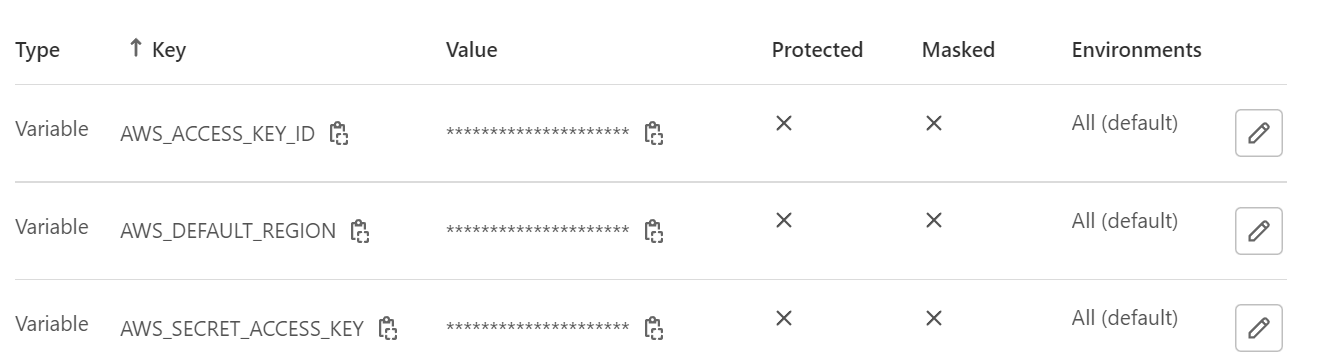 Type ↑ Key Value Protected Masked Environments
Variable AWS_ACCESS_KEY_ID ********************* × × All (default)
Variable AWS_DEFAULT_REGION ********************* × × All (default)
Variable AWS_SECRET_ACCESS_KEY ********************* × × All (default)